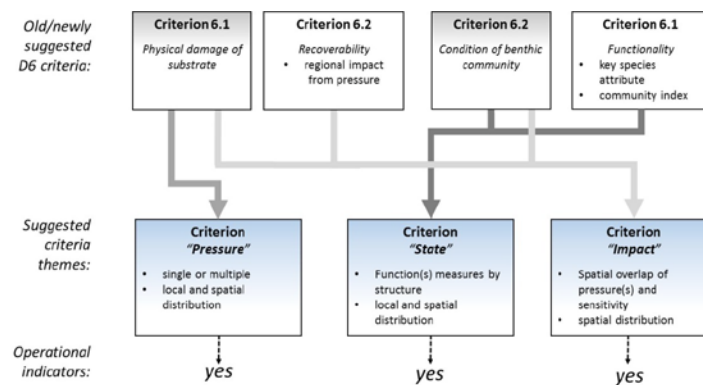 Old/newly
suggested
D6 criteria:
Criterion 6.1
Physical damage of
substrate
Criterion 6.2
Recoverability
• regional impact
from pressure
Criterion 6.2
Condition of benthic
community
Criterion 6.1
Functionality
• key species
attribute
• community index
Suggested
criteria
themes:
Criterion
"Pressure"
• single or multiple
• local and spatial
distribution
Criterion
"State"
• Function(s) measures by
structure
• local and spatial
distribution
Criterion
"Impact"
• Spatial overlap of
pressure(s) and
sensitivity
• spatial distribution
Operational
indicators:
yes
yes
yes